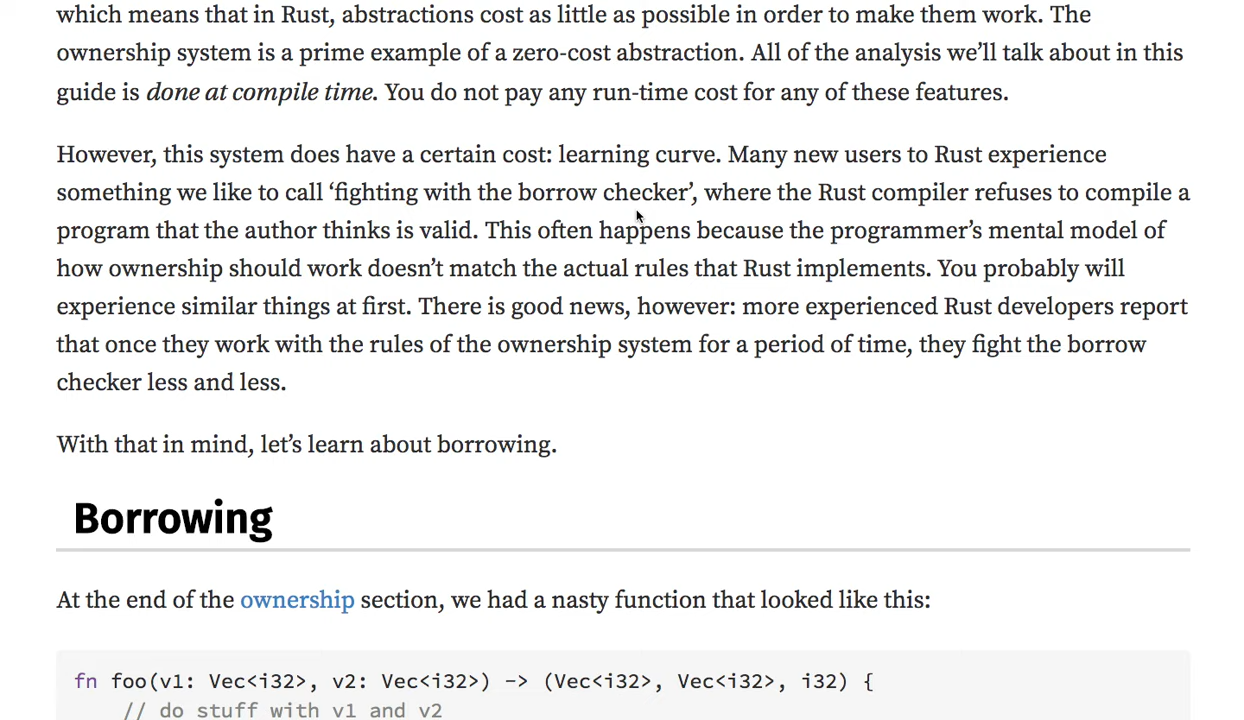 which means that in Rust, abstractions cost as little as possible in order to make them work. The
ownership system is a prime example of a zero-cost abstraction. All of the analysis we’ll talk about in this
guide is done at compile time. You do not pay any run-time cost for any of these features.
However, this system does have a certain cost: learning curve. Many new users to Rust experience
something we like to call ‘fighting with the borrow checker’, where the Rust compiler refuses to compile a
program that the author thinks is valid. This often happens because the programmer’s mental model of
how ownership should work doesn’t match the actual rules that Rust implements. You probably will
experience similar things at first. There is good news, however: more experienced Rust developers report
that once they work with the rules of the ownership system for a period of time, they fight the borrow
checker less and less.
With that in mind, let’s learn about borrowing.
Borrowing
At the end of the ownership section, we had a nasty function that looked like this:
fn foo(v1: Vec<i32>, v2: Vec<i32>) -> (Vec<i32>, Vec<i32>, i32) {
// do stuff with v1 and v2